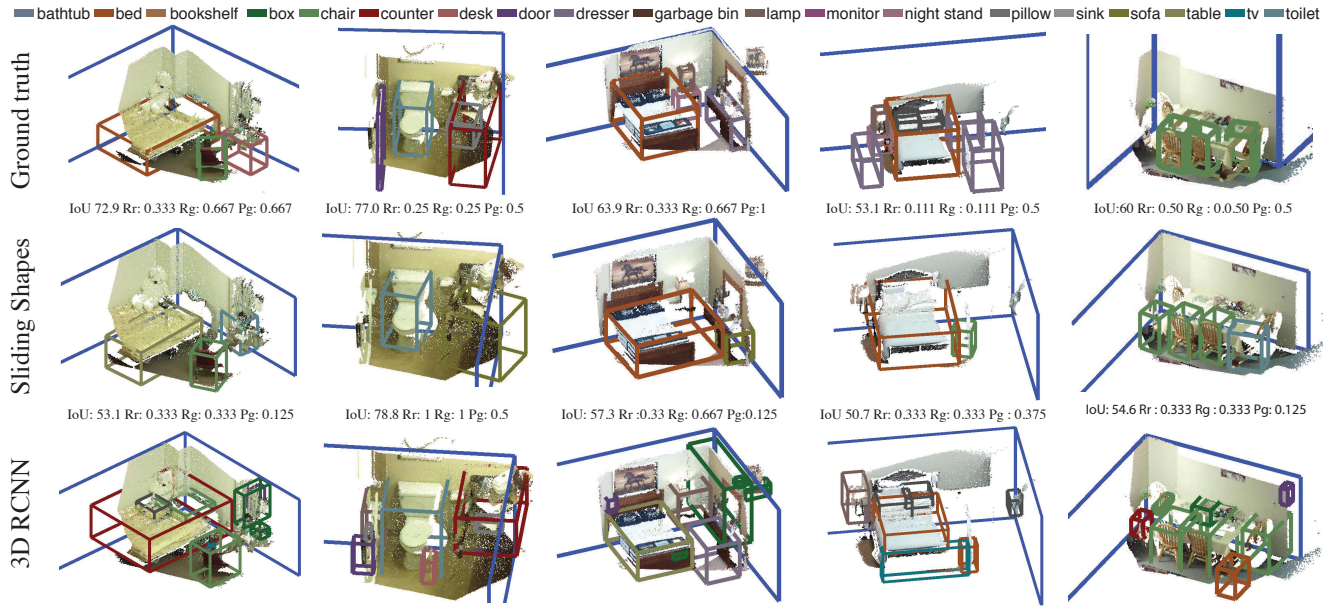 bathtub bed bookshelf box chair counter desk door dresser garbage bin lamp monitor night stand pillow sink sofa table tv toilet
Ground truth
IoU 72.9 Rr: 0.333 Rg: 0.667 Pg: 0.667
IoU: 77.0 Rr: 0.25 Rg: 0.25 Pg: 0.5
IoU 63.9 Rr: 0.333 Rg: 0.667 Pg:1
IoU: 53.1 Rr: 0.111 Rg : 0.111 Pg: 0.5
IoU:60 Rr: 0.50 Rg : 0.0.50 Pg: 0.5
Sliding Shapes
IoU: 53.1 Rr: 0.333 Rg: 0.333 Pg: 0.125
IoU: 78.8 Rr: 1 Rg: 1 Pg: 0.5
IoU: 57.3 Rr :0.33 Rg: 0.667 Pg:0.125
IoU 50.7 Rr: 0.333 Rg: 0.333 Pg : 0.375
IoU: 54.6 Rr : 0.333 Rg : 0.333 Pg: 0.125
3D RCNN